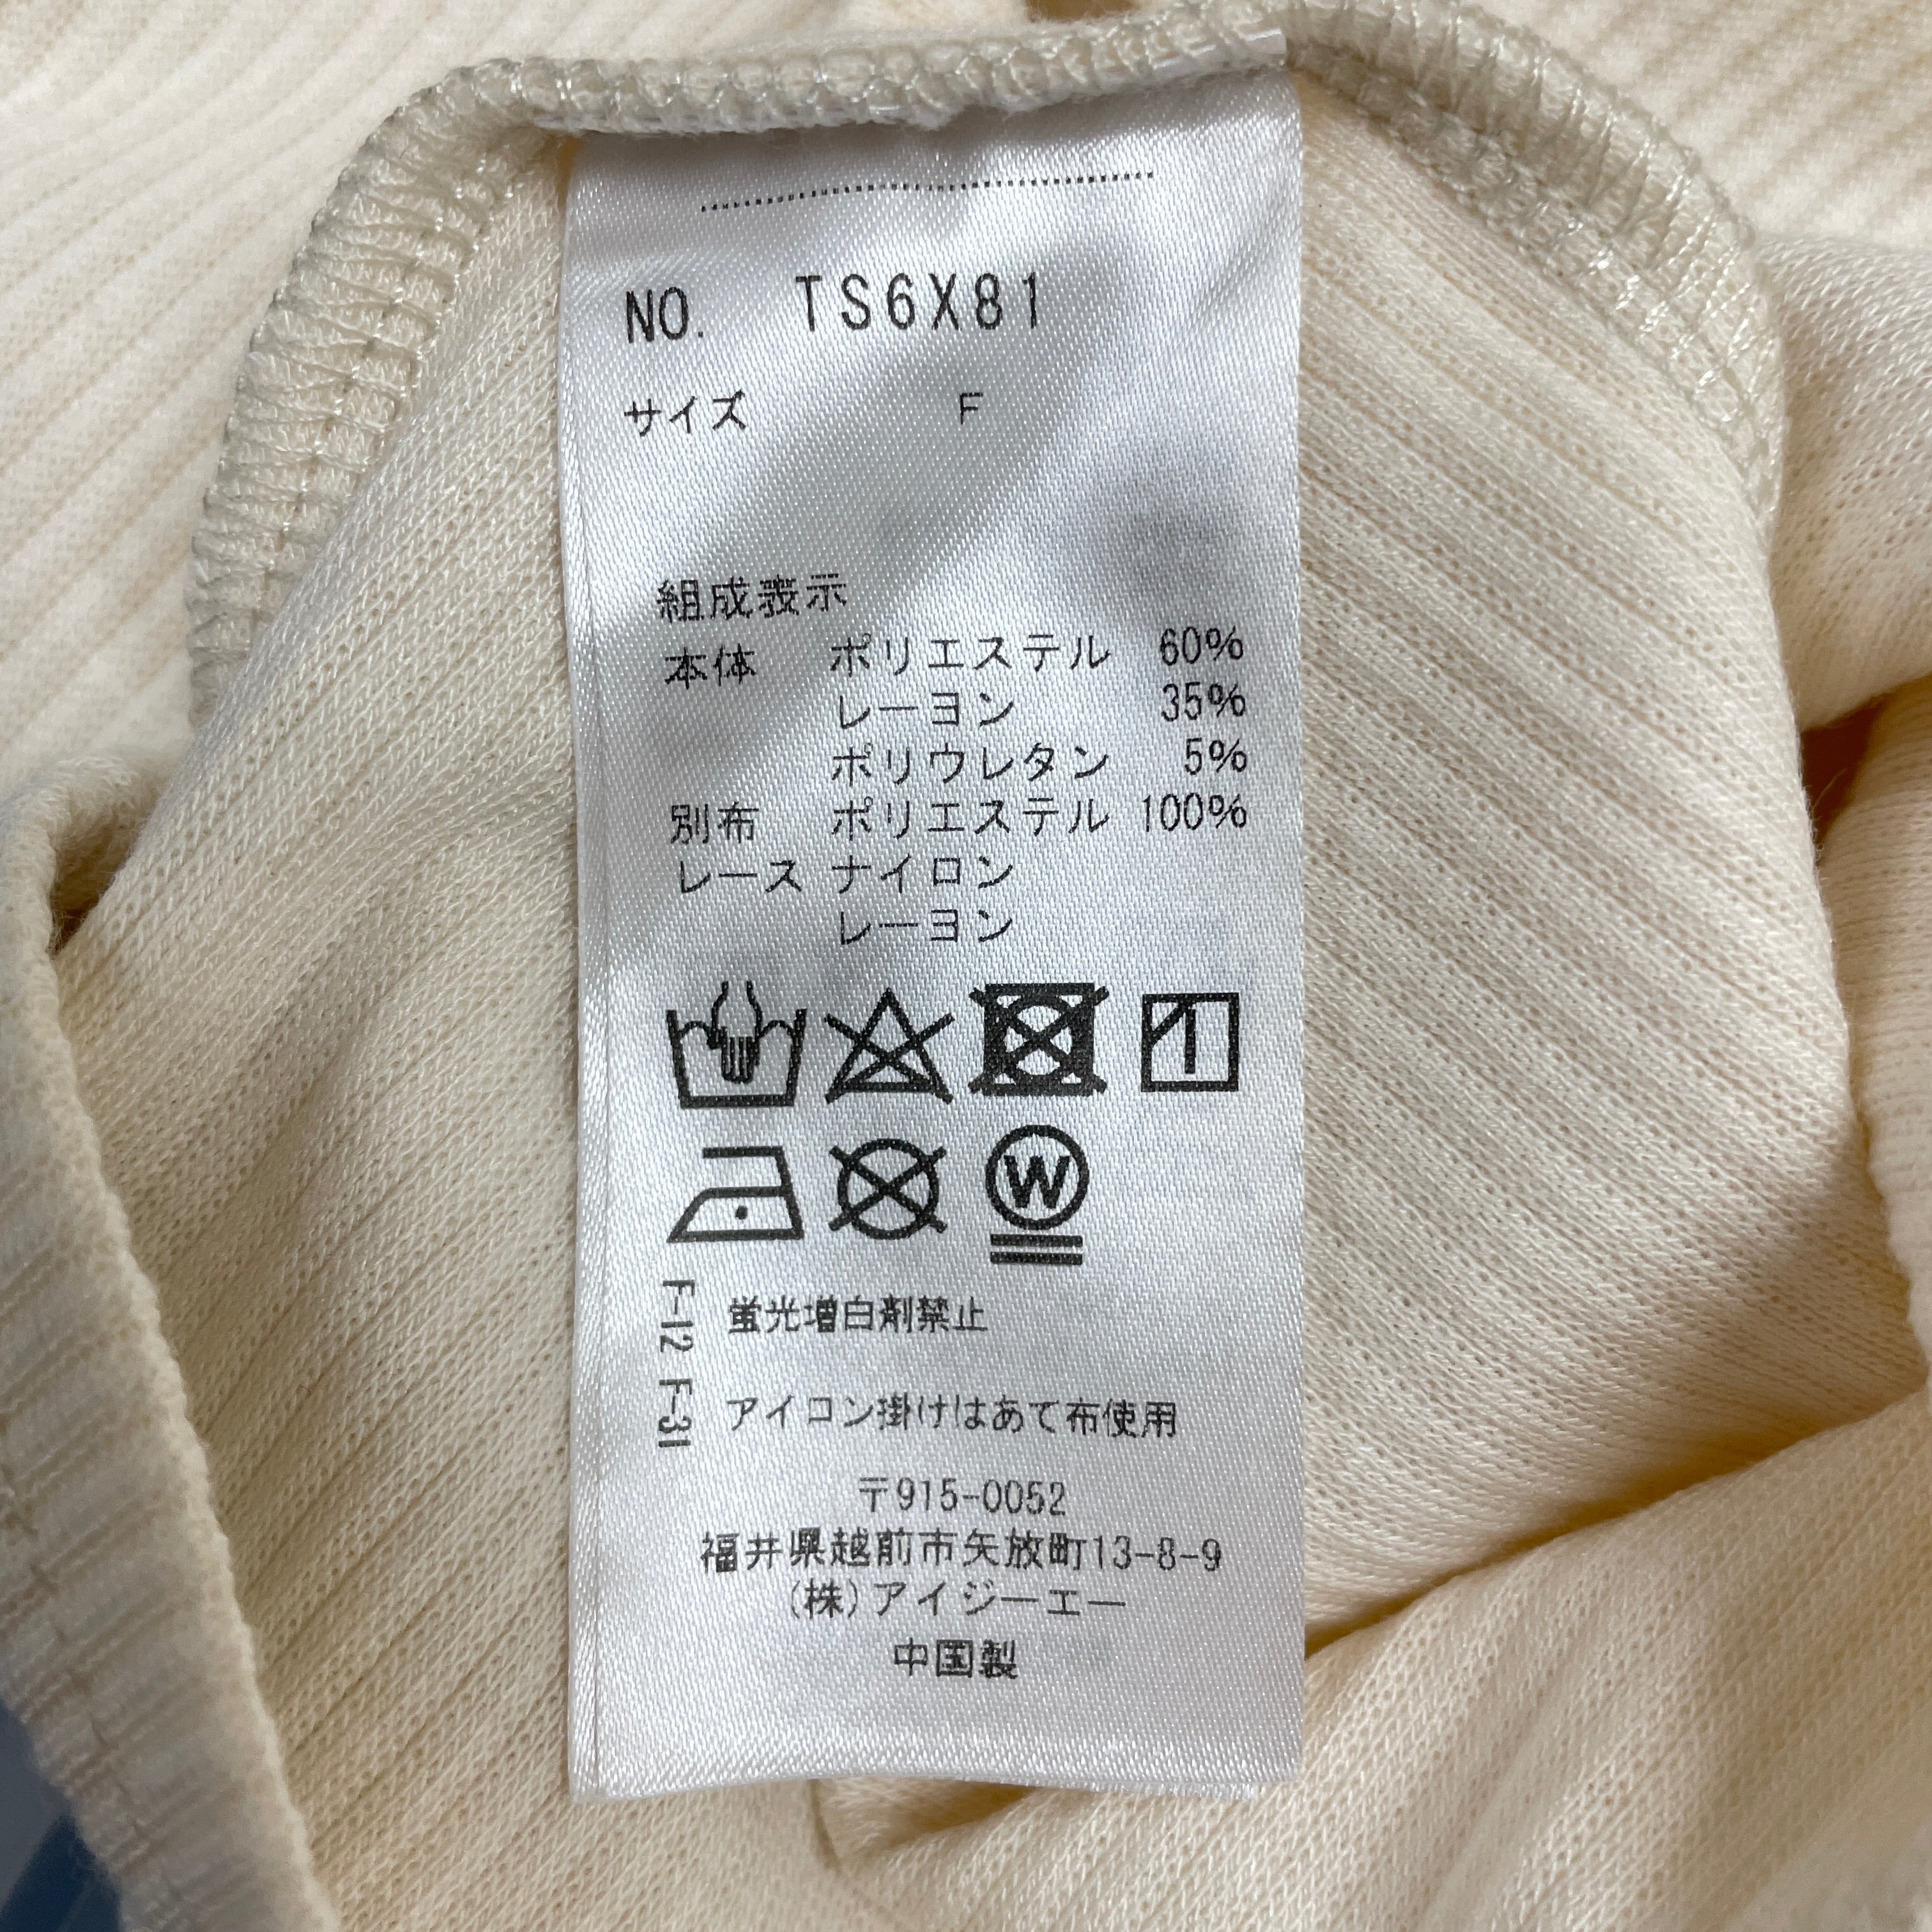 NO. TS6X81
サイズ F
組成表示
本体 ポリエステル 60%
レーヨン 35%
ポリウレタン 5%
別布 ポリエステル 100%
レース ナイロン
レーヨン
W
F-12 F-31
蛍光増白剤禁止
アイコン掛けはあて布使用
〒915-0052
福井県越前市矢放町13-8-9
(株)アイジーエー
中国製